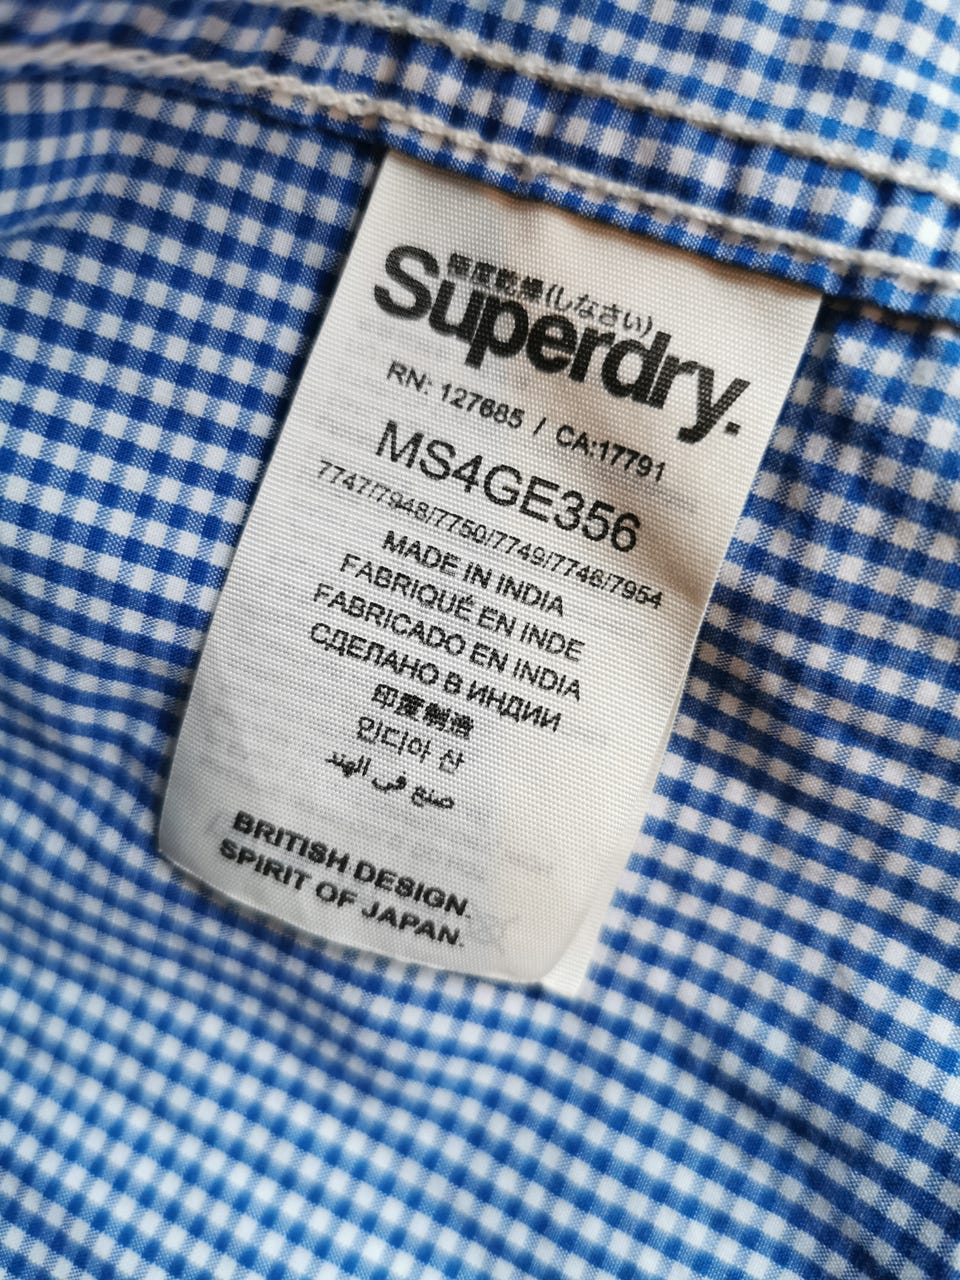 極度乾燥(しなさい)
Superdry.
RN: 127685 / CA:17791
MS4GE356
7747/7948/7750/7749/7748/7954
MADE IN INDIA
FABRIQUÉ EN INDE
FABRICADO EN INDIA
СДЕЛАНО В ИНДИИ
印度制造
인디아 산
صنع في الهند
BRITISH DESIGN.
SPIRIT OF JAPAN.